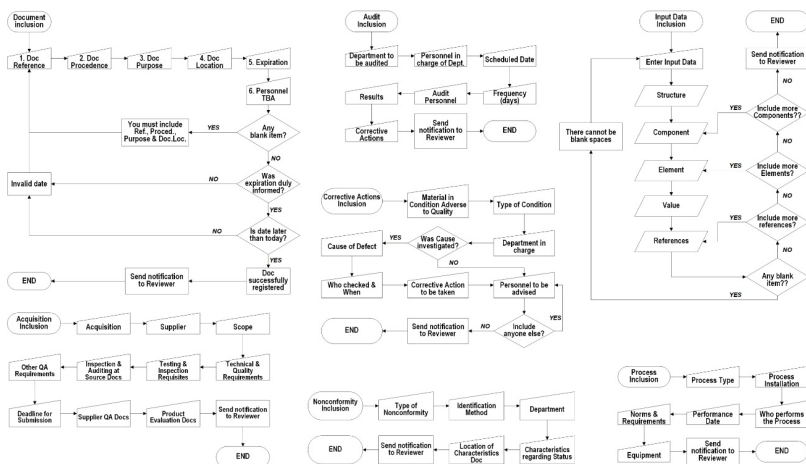 Document
inclusion
1. Doc
Reference
2. Doc
Procedence
3. Doc
Purpose
4. Doc
Location
5. Expiration
6. Personnel
TBA
Any
blank item?
YES
You must include
Ref., Proced.,
Purpose & Doc.Loc.
NO
Was
expiration duly
informed?
NO
Invalid date
YES
Is date later
than today?
NO
YES
Doc
successfully
registered
Send notification
to Reviewer
END
Acquisition
Inclusion
Acquisition
Supplier
Scope
Technical &
Quality
Requirements
Testing &
Inspection
Requisites
Inspection &
Auditing at
Source Docs
Other QA
Requirements
Deadline for
Submission
Supplier QA Docs
Product
Evaluation Docs
Send notification
to Reviewer
END
Audit
Inclusion
Department to
be audited
Personnel in
charge of Dept.
Scheduled Date
Frequency
(days)
Audit
Personnel
Results
Corrective
Actions
Send
notification to
Reviewer
END
Corrective Actions
Inclusion
Material in
Condition Adverse
to Quality
Type of Condition
Department in
charge
Was Cause
investigated?
YES
Cause of Defect
NO
Who checked &
When
Corrective Action
to be taken
Personnel to be
advised
YES
Include
anyone else?
NO
Send notification
to Reviewer
END
Nonconformity
Inclusion
Type of
Nonconformity
Identification
Method
Department
Characteristics
regarding Status
Location of
Characteristics
Doc
Send notification
to Reviewer
END
Input Data
Inclusion
Enter Input Data
Structure
Component
Element
Value
References
Any blank
item??
YES
There cannot be
blank spaces
NO
Include more
references?
YES
NO
Include more
Elements?
YES
NO
Include more
Components??
YES
NO
Send notification
to Reviewer
END
Process
Inclusion
Process Type
Process
Installation
Who performs
the Process
Performance
Date
Norms &
Requirements
Equipment
Send
notification to
Reviewer
END